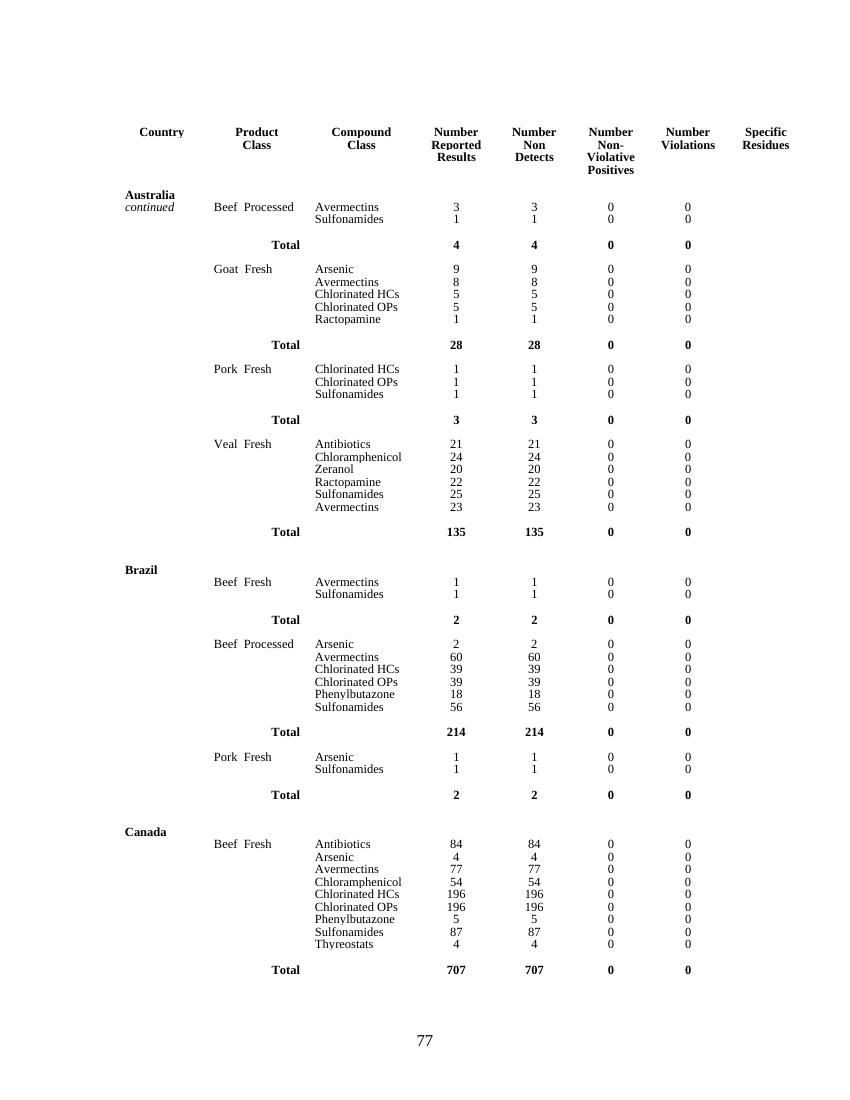 Country Product Compound Number Number Number Number Specific
Class Class Reported Non Non- Violations Residues
Results Detects Violative
Positives
Australia
continued Beef Processed Avermectins 3 3 0 0
Sulfonamides 1 1 0 0
Total 4 4 0 0
Goat Fresh Arsenic 9 9 0 0
Avermectins 8 8 0 0
Chlorinated HCs 5 5 0 0
Chlorinated OPs 5 5 0 0
Ractopamine 1 1 0 0
Total 28 28 0 0
Pork Fresh Chlorinated HCs 1 1 0 0
Chlorinated OPs 1 1 0 0
Sulfonamides 1 1 0 0
Total 3 3 0 0
Veal Fresh Antibiotics 21 21 0 0
Chloramphenicol 24 24 0 0
Zeranol 20 20 0 0
Ractopamine 22 22 0 0
Sulfonamides 25 25 0 0
Avermectins 23 23 0 0
Total 135 135 0 0
Brazil
Beef Fresh Avermectins 1 1 0 0
Sulfonamides 1 1 0 0
Total 2 2 0 0
Beef Processed Arsenic 2 2 0 0
Avermectins 60 60 0 0
Chlorinated HCs 39 39 0 0
Chlorinated OPs 39 39 0 0
Phenylbutazone 18 18 0 0
Sulfonamides 56 56 0 0
Total 214 214 0 0
Pork Fresh Arsenic 1 1 0 0
Sulfonamides 1 1 0 0
Total 2 2 0 0
Canada
Beef Fresh Antibiotics 84 84 0 0
Arsenic 4 4 0 0
Avermectins 77 77 0 0
Chloramphenicol 54 54 0 0
Chlorinated HCs 196 196 0 0
Chlorinated OPs 196 196 0 0
Phenylbutazone 5 5 0 0
Sulfonamides 87 87 0 0
Thyreostats 4 4 0 0
Total 707 707 0 0
77